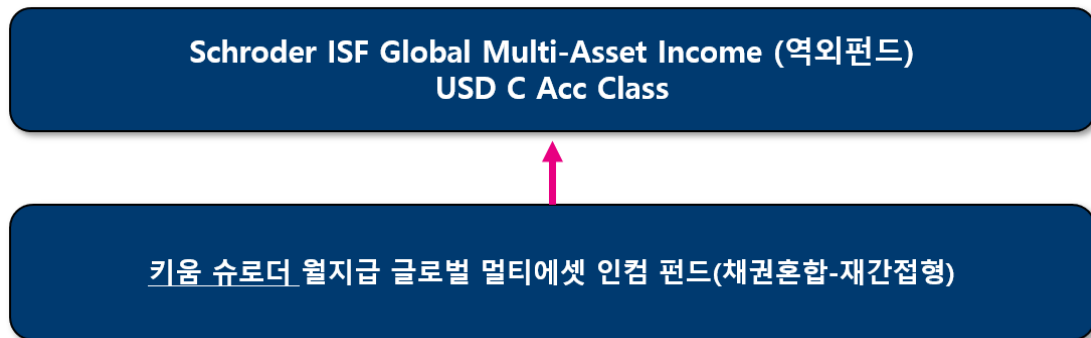 Schroder ISF Global Multi-Asset Income (역외펀드)
USD C Acc Class
키움 슈로더 월지급 글로벌 멀티에셋 인컴 펀드(채권혼합-재간접형)